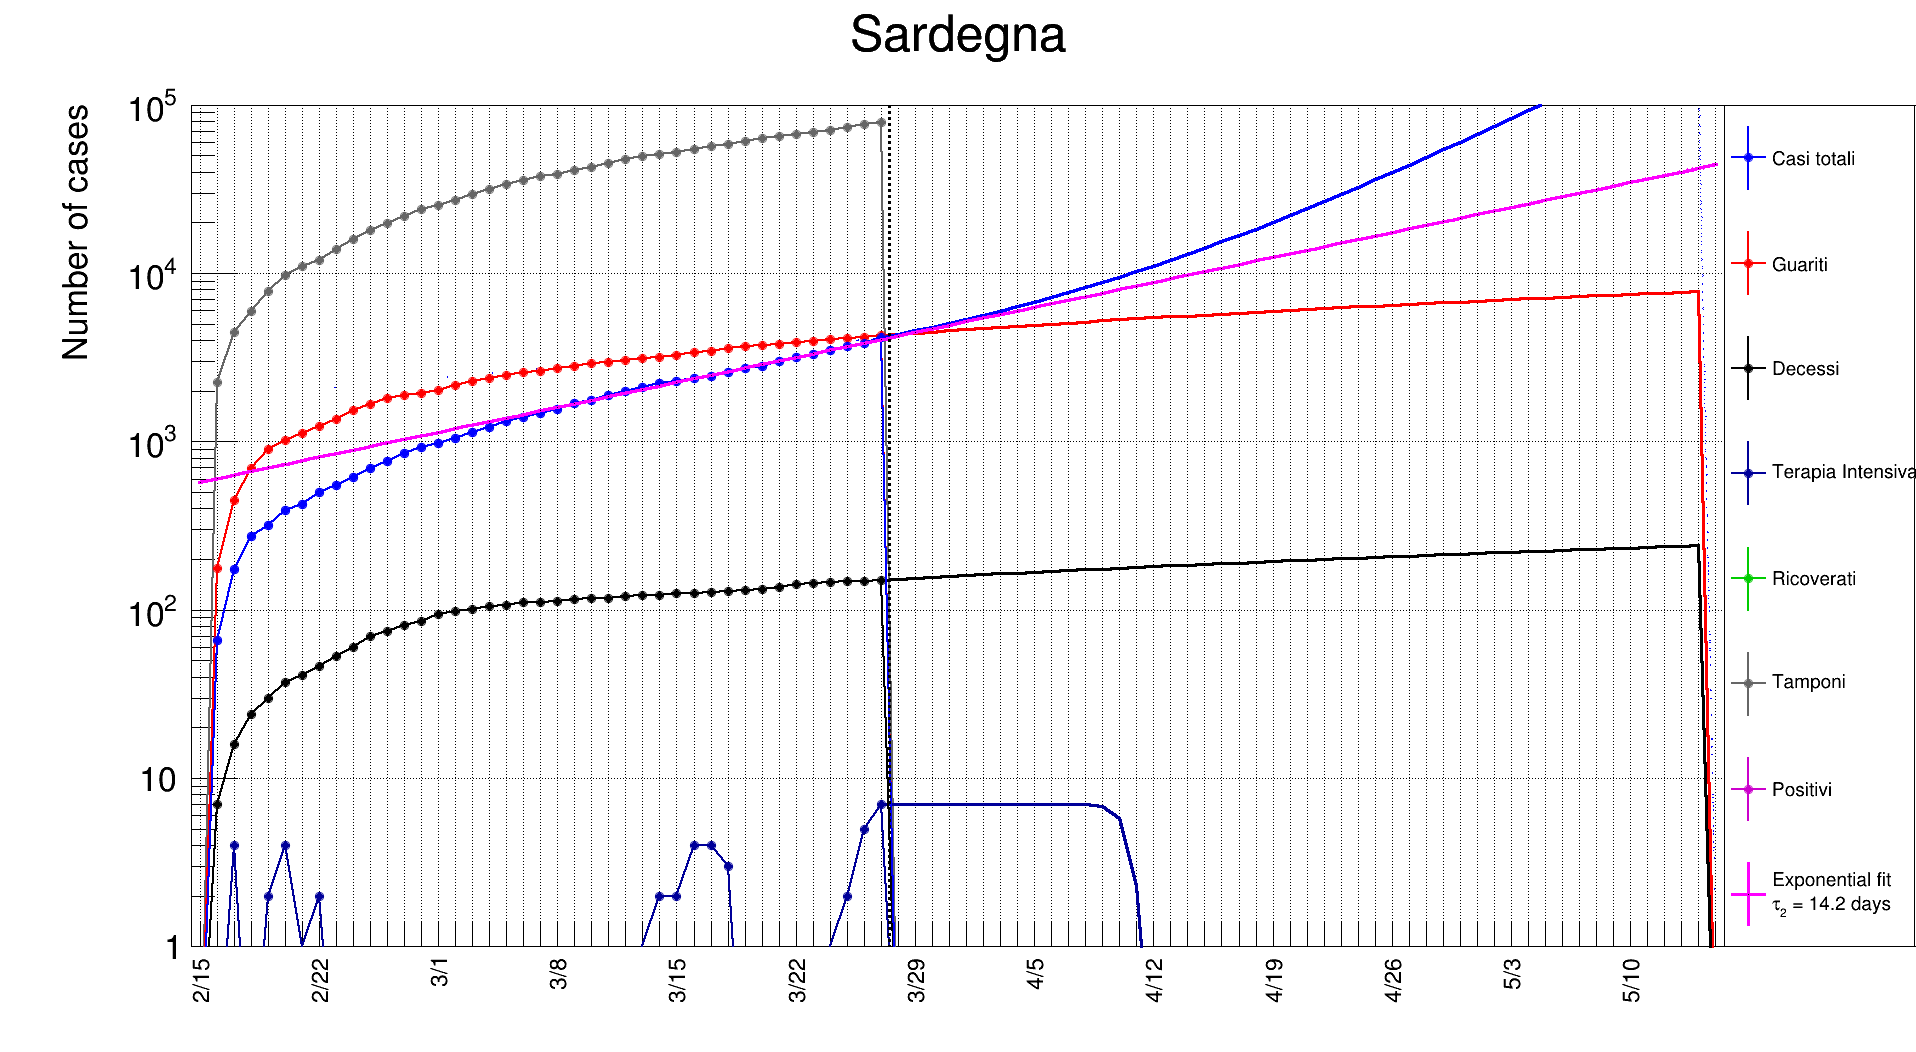 Sardegna
Number of cases
10^5
10^4
10^3
10^2
10
1
2/15
2/22
3/1
3/8
3/15
3/22
3/29
4/5
4/12
4/19
4/26
5/3
5/10
Casi totali
Guariti
Decessi
Terapia Intensiva
Ricoverati
Tamponi
Positivi
Exponential fit
τ₂ = 14.2 days